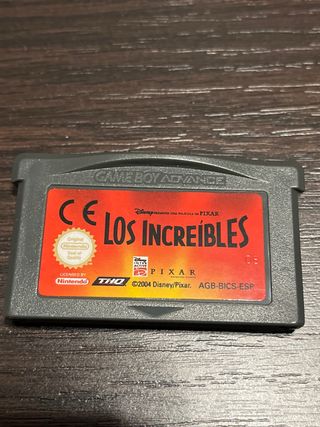 GAME BOY ADVANCE
Disney PRESENTA UNA PELÍCULA DE PIXAR
CE LOS INCREÍBLES
Original
Nintendo
Seal of
Quality
LICENSED BY
Nintendo
THQ
PIXAR
©2004 Disney/Pixar. AGB-BICS-ESP